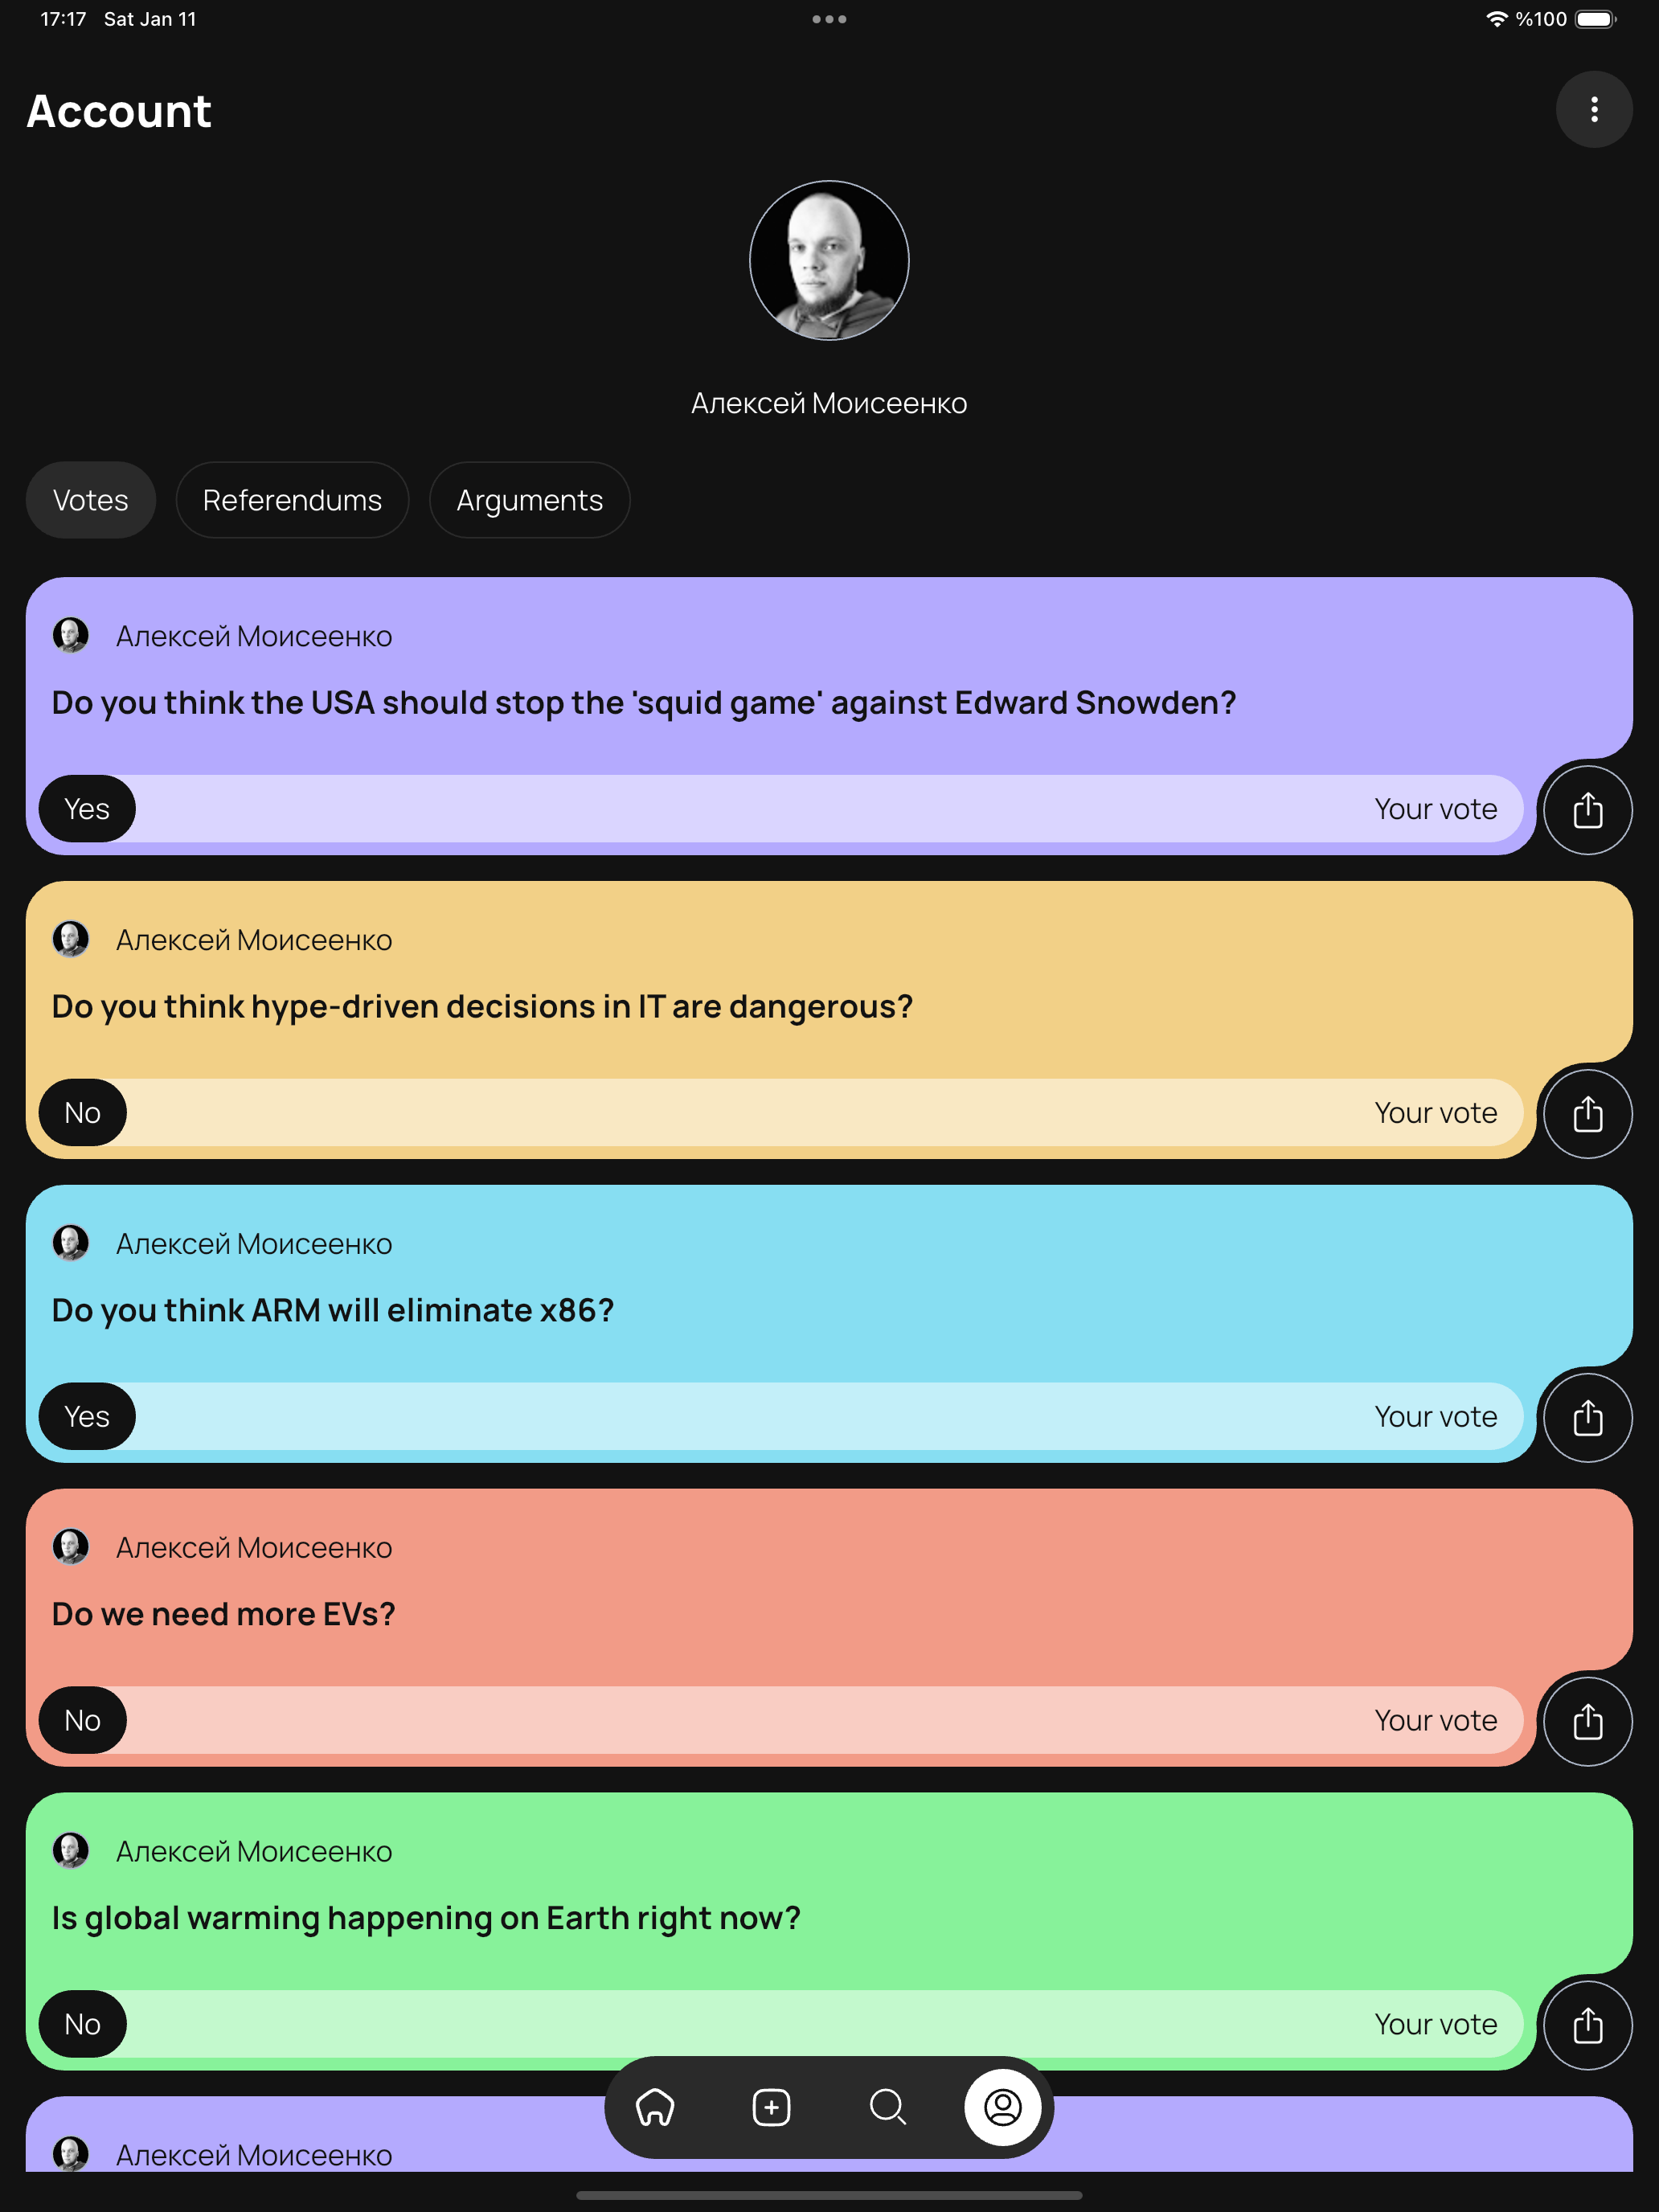 17:17 Sat Jan 11
%100
Account
Алексей Моисеенко
Votes Referendums Arguments
Алексей Моисеенко
Do you think the USA should stop the 'squid game' against Edward Snowden?
Yes Your vote
Алексей Моисеенко
Do you think hype-driven decisions in IT are dangerous?
No Your vote
Алексей Моисеенко
Do you think ARM will eliminate x86?
Yes Your vote
Алексей Моисеенко
Do we need more EVs?
No Your vote
Алексей Моисеенко
Is global warming happening on Earth right now?
No Your vote
Алексей Моисеенко